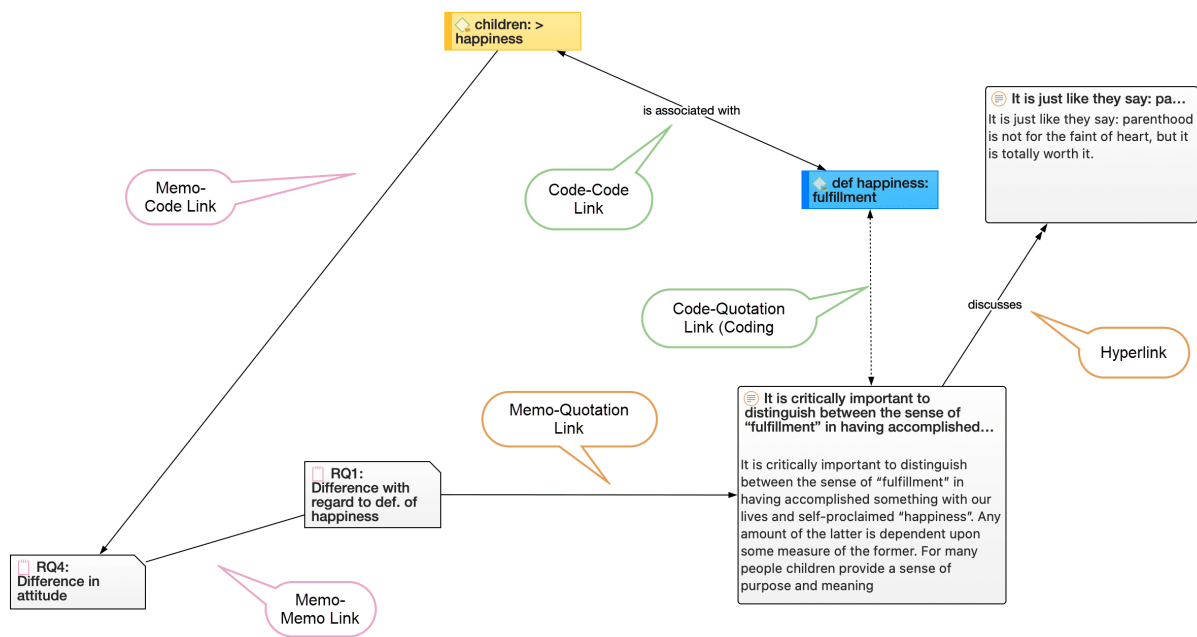 children: >
happiness
is associated with
It is just like they say: pa...
It is just like they say: parenthood
is not for the faint of heart, but it
is totally worth it.
Memo-
Code Link
Code-Code
Link
def happiness:
fulfillment
Code-Quotation
Link (Coding
discusses
Hyperlink
Memo-Quotation
Link
It is critically important to
distinguish between the sense of
“fulfillment” in having accomplished...
It is critically important to distinguish
between the sense of “fulfillment” in
having accomplished something with our
lives and self-proclaimed “happiness”. Any
amount of the latter is dependent upon
some measure of the former. For many
people children provide a sense of
purpose and meaning
RQ1:
Difference with
regard to def. of
happiness
RQ4:
Difference in
attitude
Memo-
Memo Link